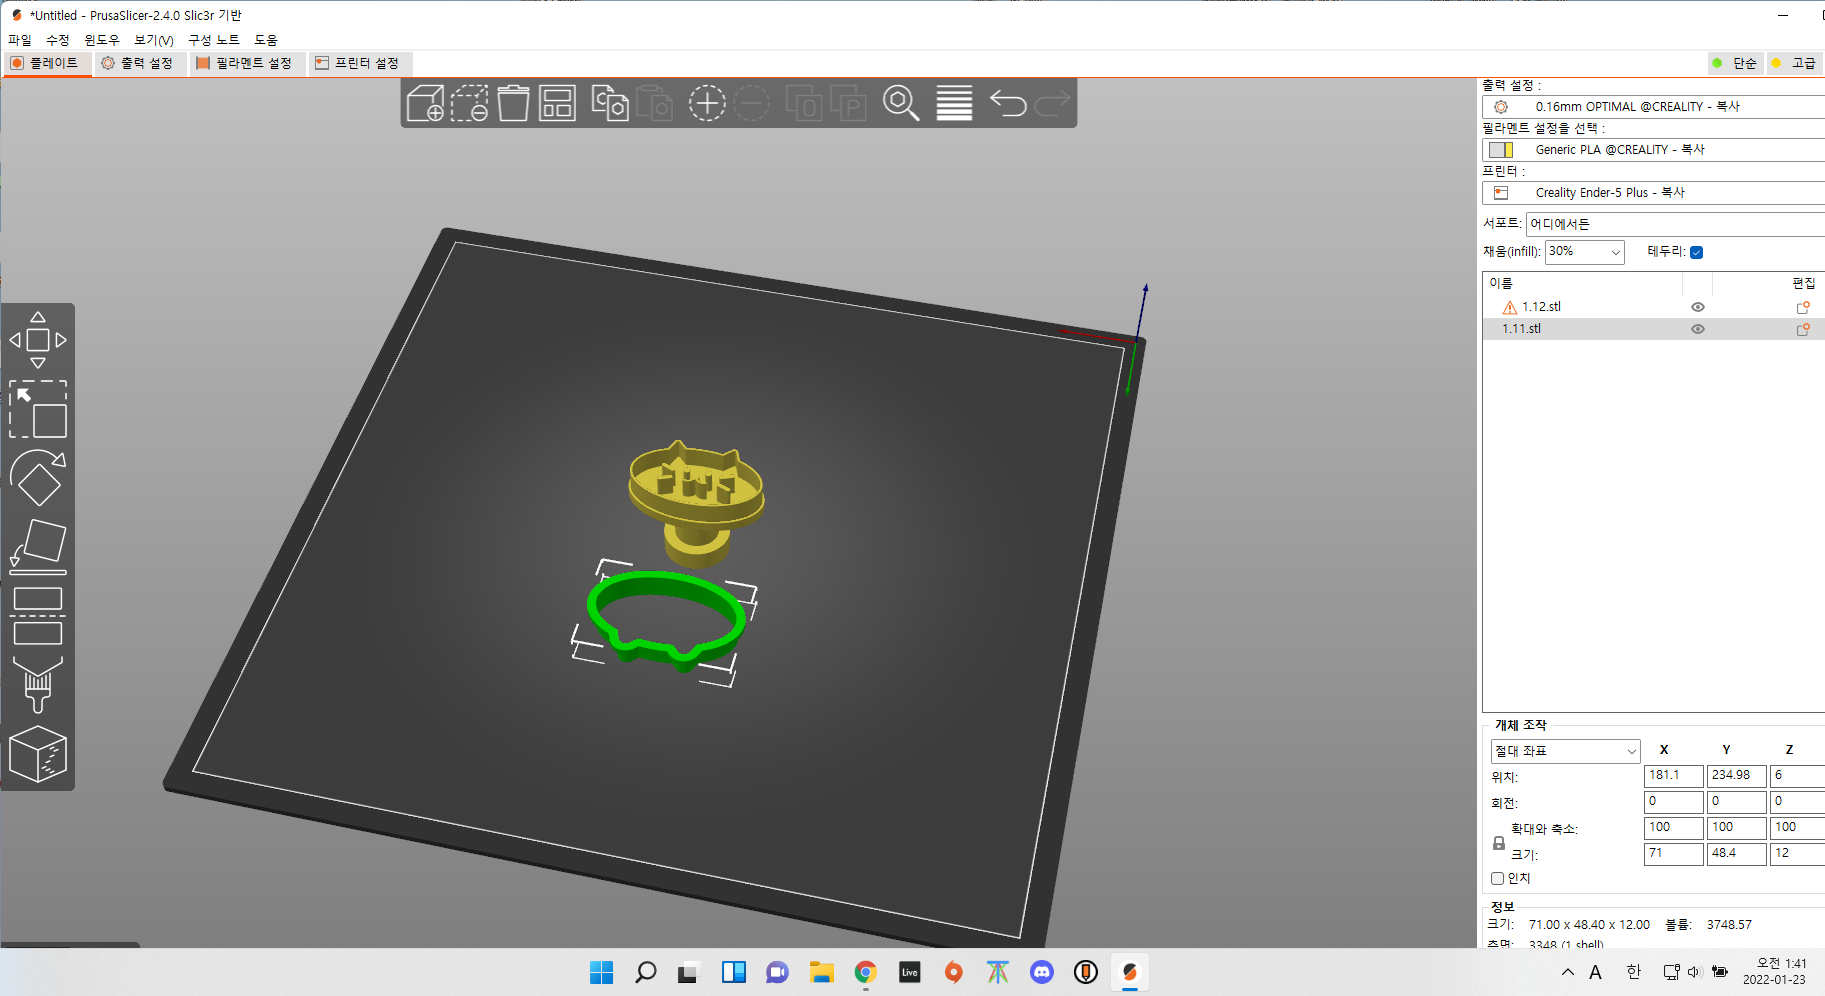 *Untitled - PrusaSlicer-2.4.0 Slic3r 기반
파일 수정 윈도우 보기(V) 구성 노트 도움
플레이트 출력 설정 필라멘트 설정 프린터 설정 단순 고급
출력 설정 :
0.16mm OPTIMAL @CREALITY - 복사
필라멘트 설정을 선택 :
Generic PLA @CREALITY - 복사
프린터 :
Creality Ender-5 Plus - 복사
서포트: 어디에서든
채움(infill): 30% 테두리:
이름 편집
1.12.stl
1.11.stl
개체 조작
절대 좌표 X Y Z
위치: 181.1 234.98 6
회전: 0 0 0
확대와 축소: 100 100 100
크기: 71 48.4 12
인치
정보
크기: 71.00 x 48.40 x 12.00 볼륨: 3748.57
측면: 3348 (1 shell)
Live
A 한
오전 1:41
2022-01-23